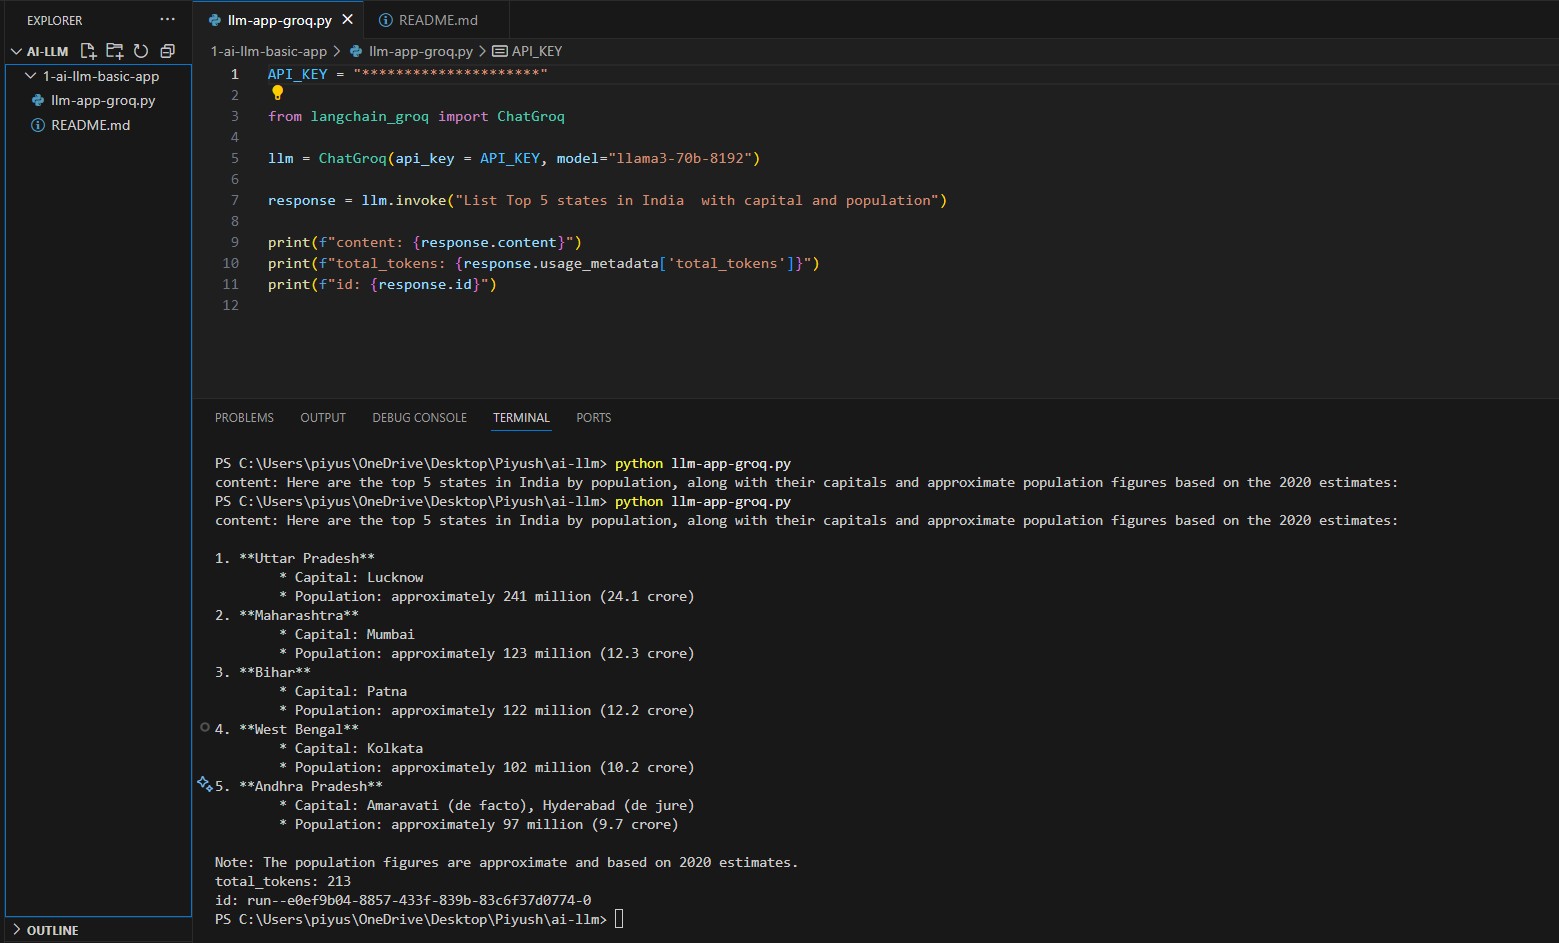 EXPLORER ...
AI-LLM
1-ai-llm-basic-app
llm-app-groq.py
README.md
OUTLINE
llm-app-groq.py README.md
1-ai-llm-basic-app > llm-app-groq.py > API_KEY
1 API_KEY = "*********************"
2
3 from langchain_groq import ChatGroq
4
5 llm = ChatGroq(api_key = API_KEY, model="llama3-70b-8192")
6
7 response = llm.invoke("List Top 5 states in India  with capital and population")
8
9 print(f"content: {response.content}")
10 print(f"total_tokens: {response.usage_metadata['total_tokens']}")
11 print(f"id: {response.id}")
12
PROBLEMS OUTPUT DEBUG CONSOLE TERMINAL PORTS
PS C:\Users\piyus\OneDrive\Desktop\Piyush\ai-llm> python llm-app-groq.py
content: Here are the top 5 states in India by population, along with their capitals and approximate population figures based on the 2020 estimates:
PS C:\Users\piyus\OneDrive\Desktop\Piyush\ai-llm> python llm-app-groq.py
content: Here are the top 5 states in India by population, along with their capitals and approximate population figures based on the 2020 estimates:
1. **Uttar Pradesh**
* Capital: Lucknow
* Population: approximately 241 million (24.1 crore)
2. **Maharashtra**
* Capital: Mumbai
* Population: approximately 123 million (12.3 crore)
3. **Bihar**
* Capital: Patna
* Population: approximately 122 million (12.2 crore)
4. **West Bengal**
* Capital: Kolkata
* Population: approximately 102 million (10.2 crore)
5. **Andhra Pradesh**
* Capital: Amaravati (de facto), Hyderabad (de jure)
* Population: approximately 97 million (9.7 crore)
Note: The population figures are approximate and based on 2020 estimates.
total_tokens: 213
id: run--e0ef9b04-8857-433f-839b-83c6f37d0774-0
PS C:\Users\piyus\OneDrive\Desktop\Piyush\ai-llm>